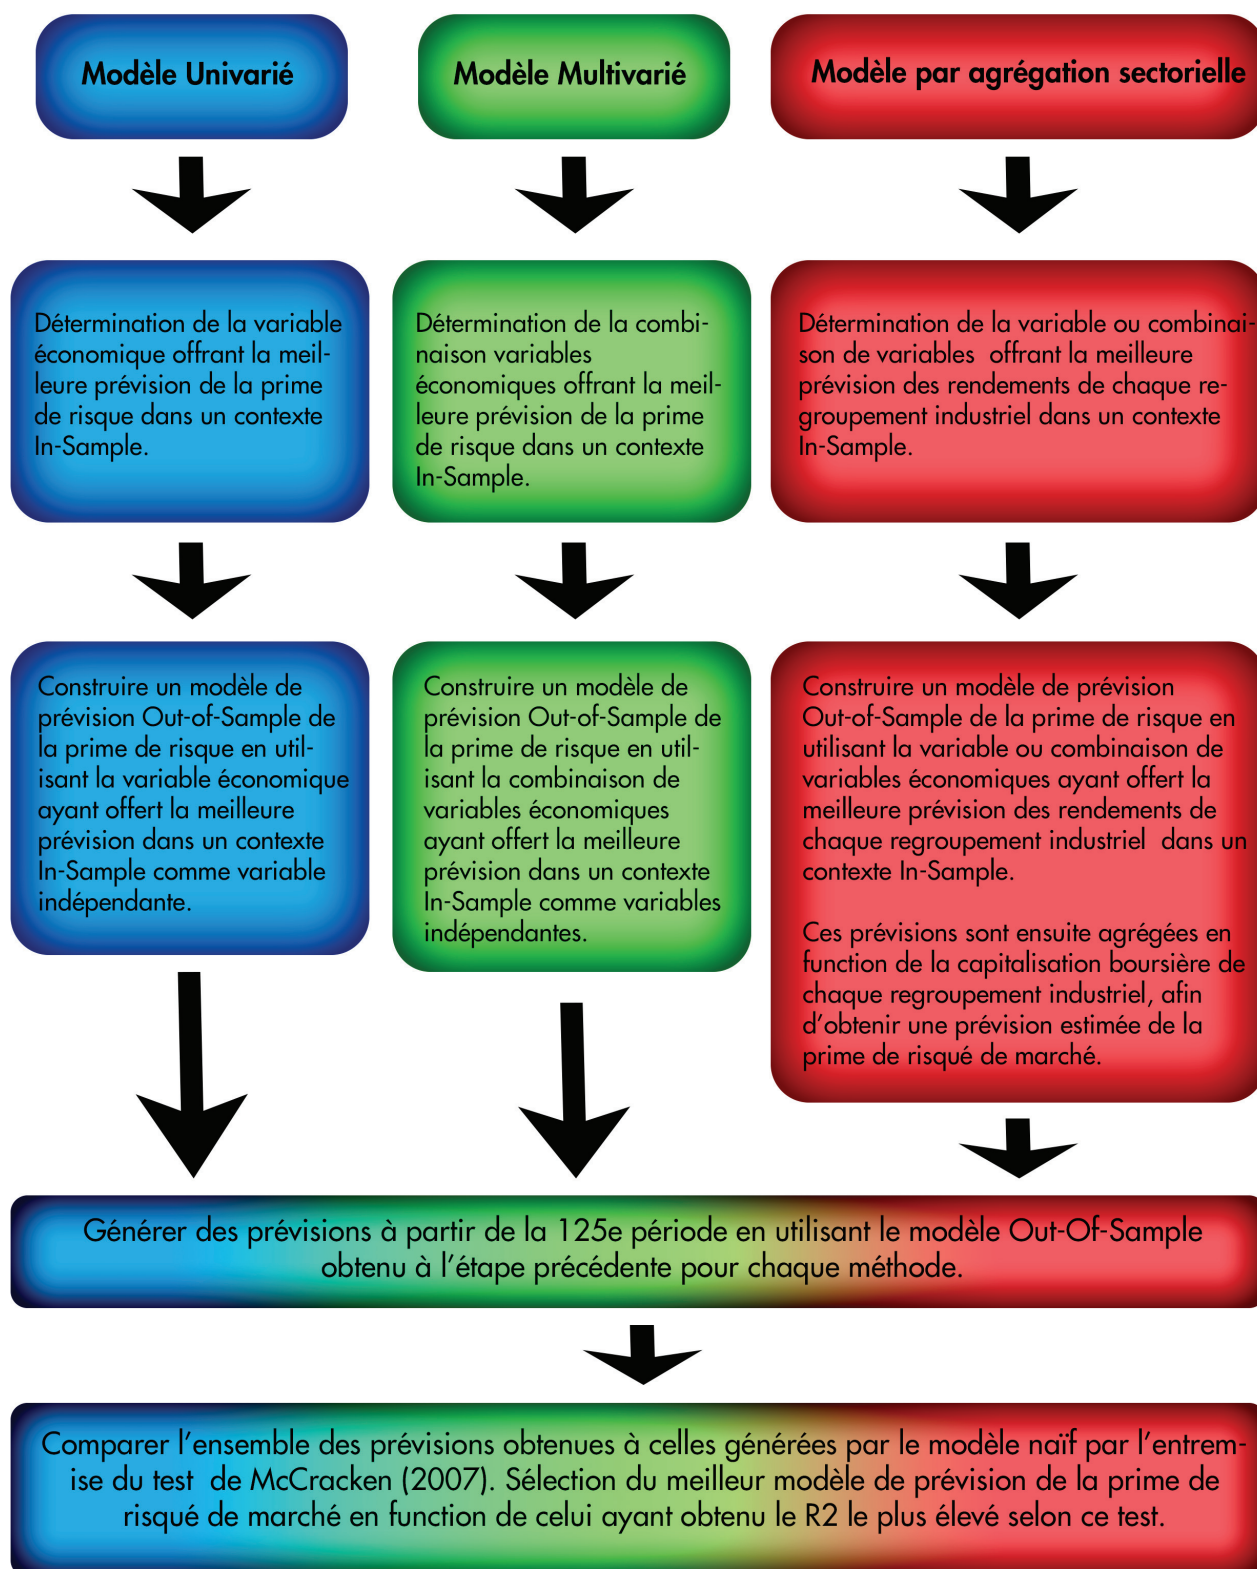 Modèle Univarié
Modèle Multivarié
Modèle par agrégation sectorielle
Détermination de la variable
économique offrant la meil-
leure prévision de la prime
de risque dans un contexte
In-Sample.
Détermination de la combi-
naison variables
économiques offrant la meil-
leure prévision de la prime
de risque dans un contexte
In-Sample.
Détermination de la variable ou combinai-
son de variables offrant la meilleure
prévision des rendements de chaque re-
groupement industriel dans un contexte
In-Sample.
Construire un modèle de
prévision Out-of-Sample de
la prime de risque en util-
isant la variable économique
ayant offert la meilleure
prévision dans un contexte
In-Sample comme variable
indépendante.
Construire un modèle de
prévision Out-of-Sample de
la prime de risque en util-
isant la combinaison de
variables économiques
ayant offert la meilleure
prévision dans un contexte
In-Sample comme variables
indépendantes.
Construire un modèle de prévision
Out-of-Sample de la prime de risque en
utilisant la variable ou combinaison de
variables économiques ayant offert la
meilleure prévision des rendements de
chaque regroupement industriel dans un
contexte In-Sample.
Ces prévisions sont ensuite agrégées en
function de la capitalisation boursière de
chaque regroupement industriel, afin
d'obtenir une prévision estimée de la
prime de risqué de marché.
Générer des prévisions à partir de la 125e période en utilisant le modèle Out-Of-Sample
obtenu à l'étape précédente pour chaque méthode.
Comparer l'ensemble des prévisions obtenues à celles générées par le modèle naïf par l'entrem-
ise du test de McCracken (2007). Sélection du meilleur modèle de prévision de la prime de
risqué de marché en function de celui ayant obtenu le R2 le plus élevé selon ce test.